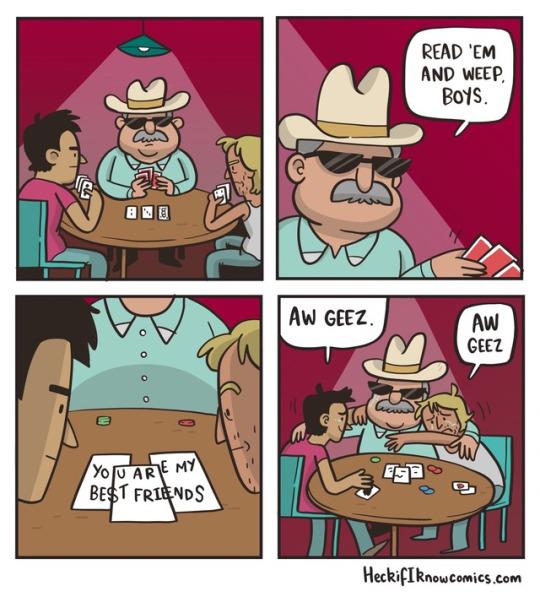 READ 'EM
AND WEEP,
BOYS.
YOU ARE MY
BEST FRIENDS
AW GEEZ.
AW
GEEZ
HeckifIknowcomics.com